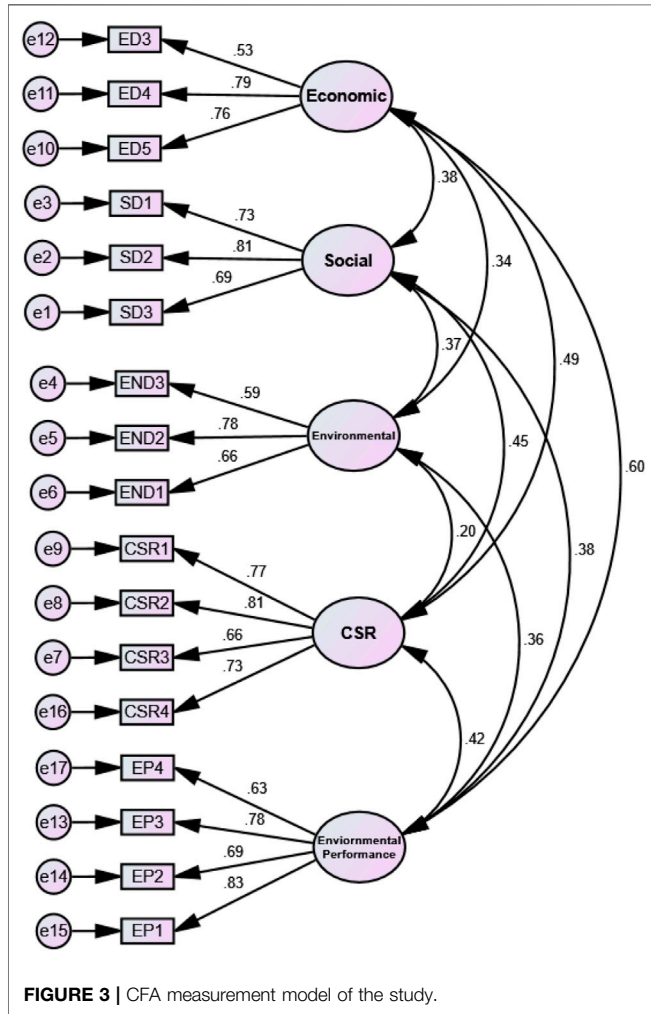 e12 ED3 .53
e11 ED4 .79 Economic
e10 ED5 .76
.38
e3 SD1 .73
e2 SD2 .81 Social .34
e1 SD3 .69
.37 .49
e4 END3 .59
e5 END2 .78 Environmental .45
e6 END1 .66 .60
.20 .38
e9 CSR1 .77
e8 CSR2 .81 CSR
e7 CSR3 .66 .36
e16 CSR4 .73
.42
e17 EP4 .63
e13 EP3 .78 Enviornmental
Performance
e14 EP2 .69
e15 EP1 .83
FIGURE 3 | CFA measurement model of the study.